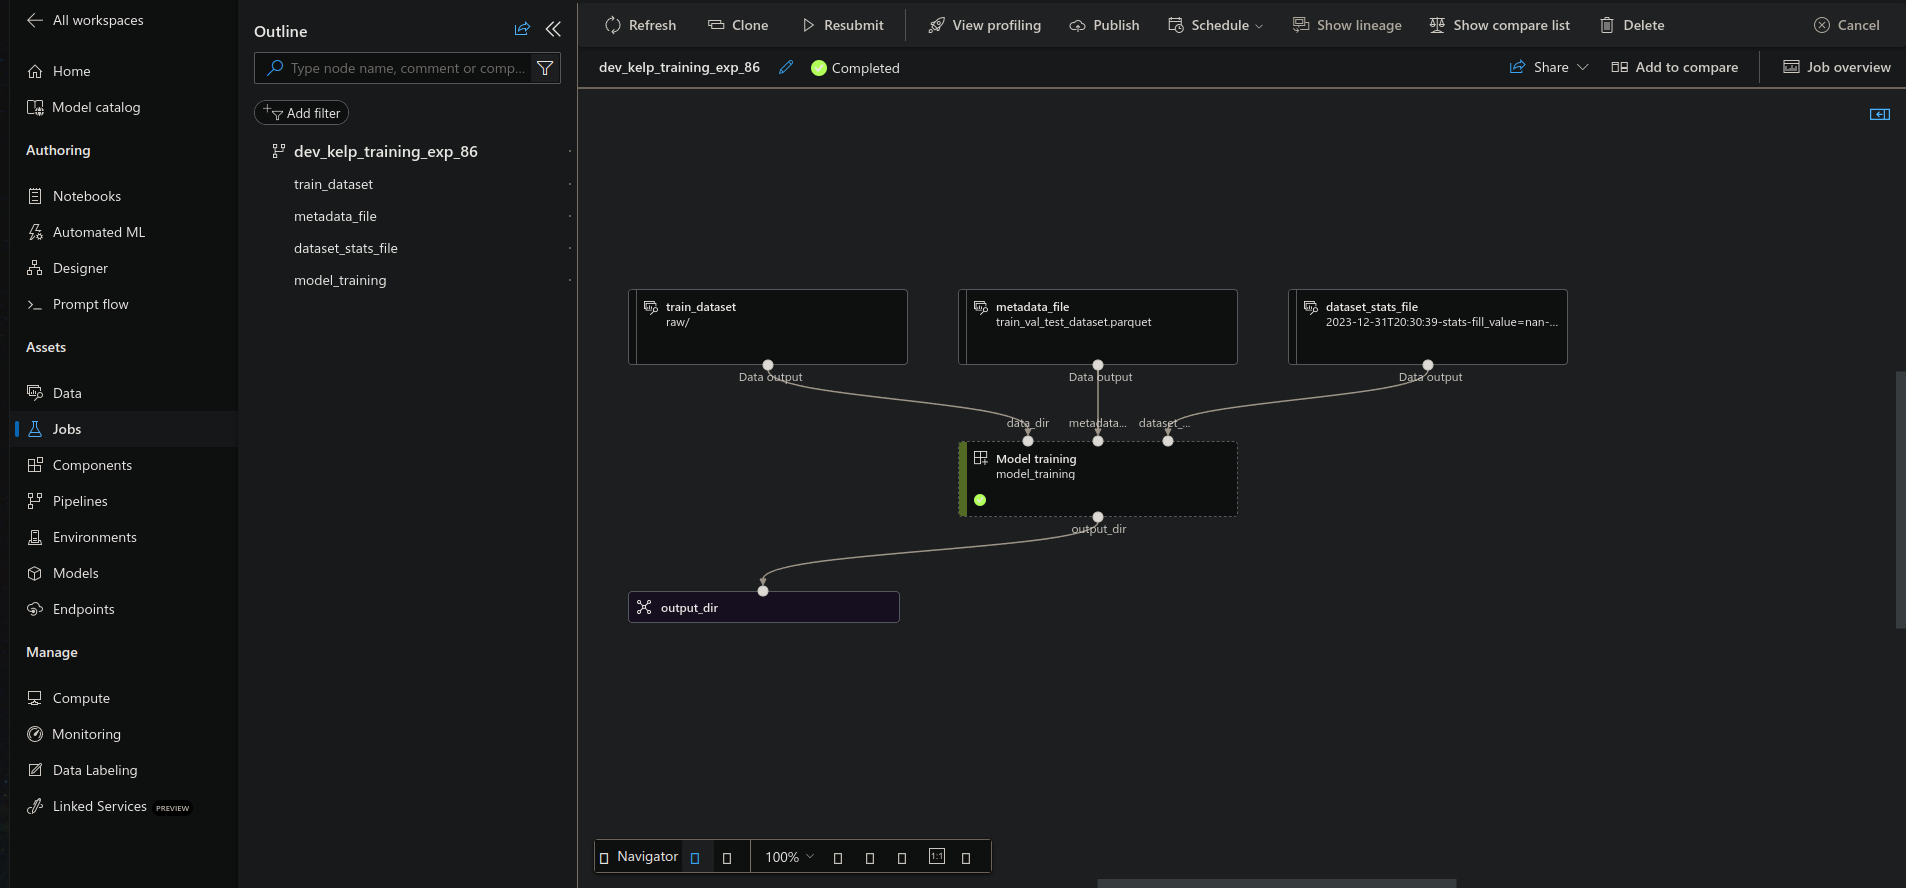 All workspaces
Home
Model catalog
Authoring
Notebooks
Automated ML
Designer
Prompt flow
Assets
Data
Jobs
Components
Pipelines
Environments
Models
Endpoints
Manage
Compute
Monitoring
Data Labeling
Linked Services PREVIEW
Outline
Type node name, comment or comp...
Add filter
dev_kelp_training_exp_86
train_dataset
metadata_file
dataset_stats_file
model_training
Refresh Clone Resubmit View profiling Publish Schedule Show lineage Show compare list Delete Cancel
dev_kelp_training_exp_86 Completed Share Add to compare Job overview
train_dataset
raw/
Data output
metadata_file
train_val_test_dataset.parquet
Data output
dataset_stats_file
2023-12-31T20:30:39-stats-fill_value=nan-...
Data output
data_dir metadata... dataset_...
Model training
model_training
output_dir
output_dir
Navigator 100% 1:1